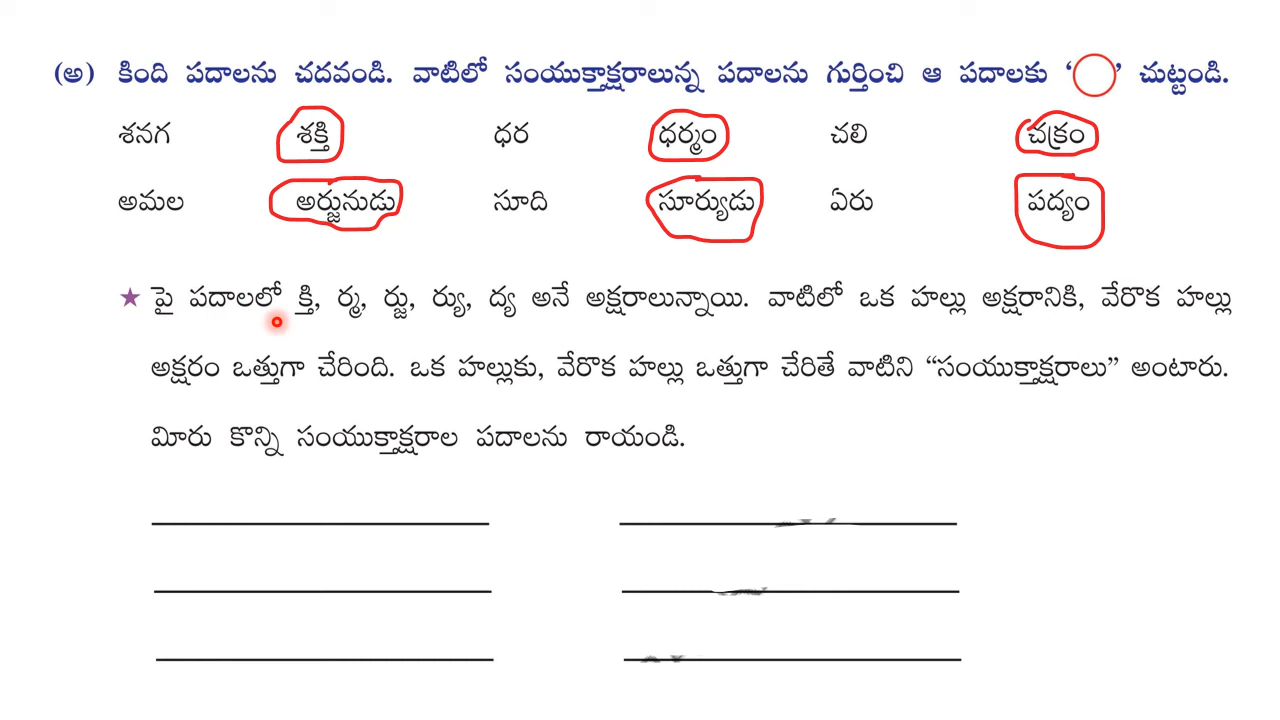 (అ) కింది పదాలను చదవండి. వాటిలో సంయుక్తాక్షరాలున్న పదాలను గుర్తించి ఆ పదాలకు ‘ ’ చుట్టండి.
శనగ శక్తి ధర ధర్మం చలి చక్రం
అమల అర్జునుడు సూది సూర్యుడు ఏరు పద్యం
★ పై పదాలలో క్తి, ర్మ, ర్జు, ర్యు, ద్య అనే అక్షరాలున్నాయి. వాటిలో ఒక హల్లు అక్షరానికి, వేరొక హల్లు
అక్షరం ఒత్తుగా చేరింది. ఒక హల్లుకు, వేరొక హల్లు ఒత్తుగా చేరితే వాటిని “సంయుక్తాక్షరాలు” అంటారు.
మీరు కొన్ని సంయుక్తాక్షరాల పదాలను రాయండి.